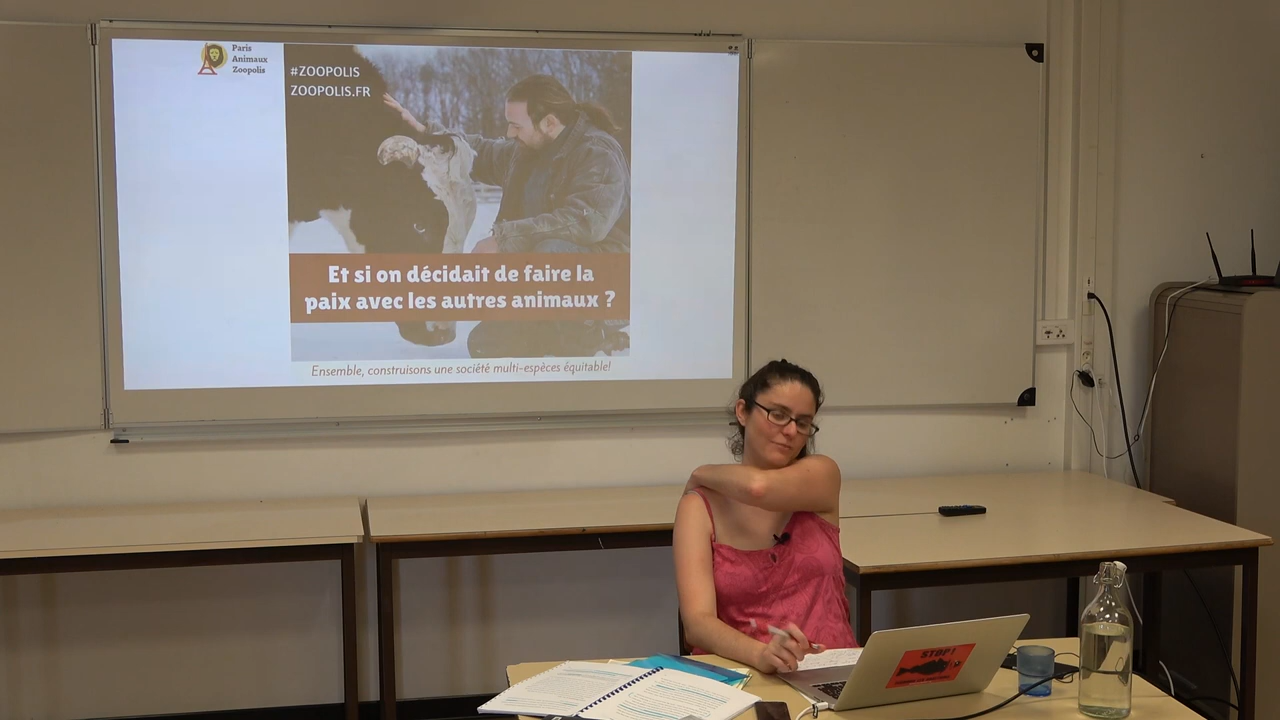 Paris
Animaux
Zoopolis
#ZOOPOLIS
ZOOPOLIS.FR
Et si on décidait de faire la
paix avec les autres animaux ?
Ensemble, construisons une société multi-espèces équitable!
STOP!